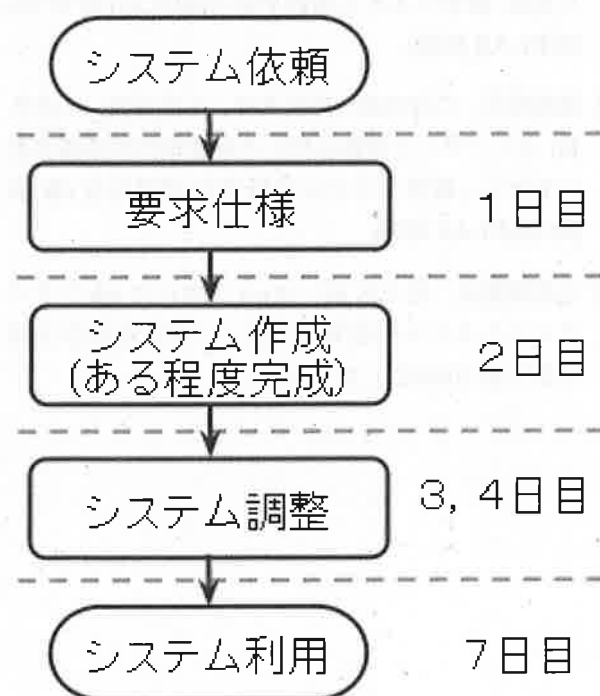 システム依頼
要求仕様 1日目
システム作成
(ある程度完成) 2日目
システム調整 3, 4日目
システム利用 7日目